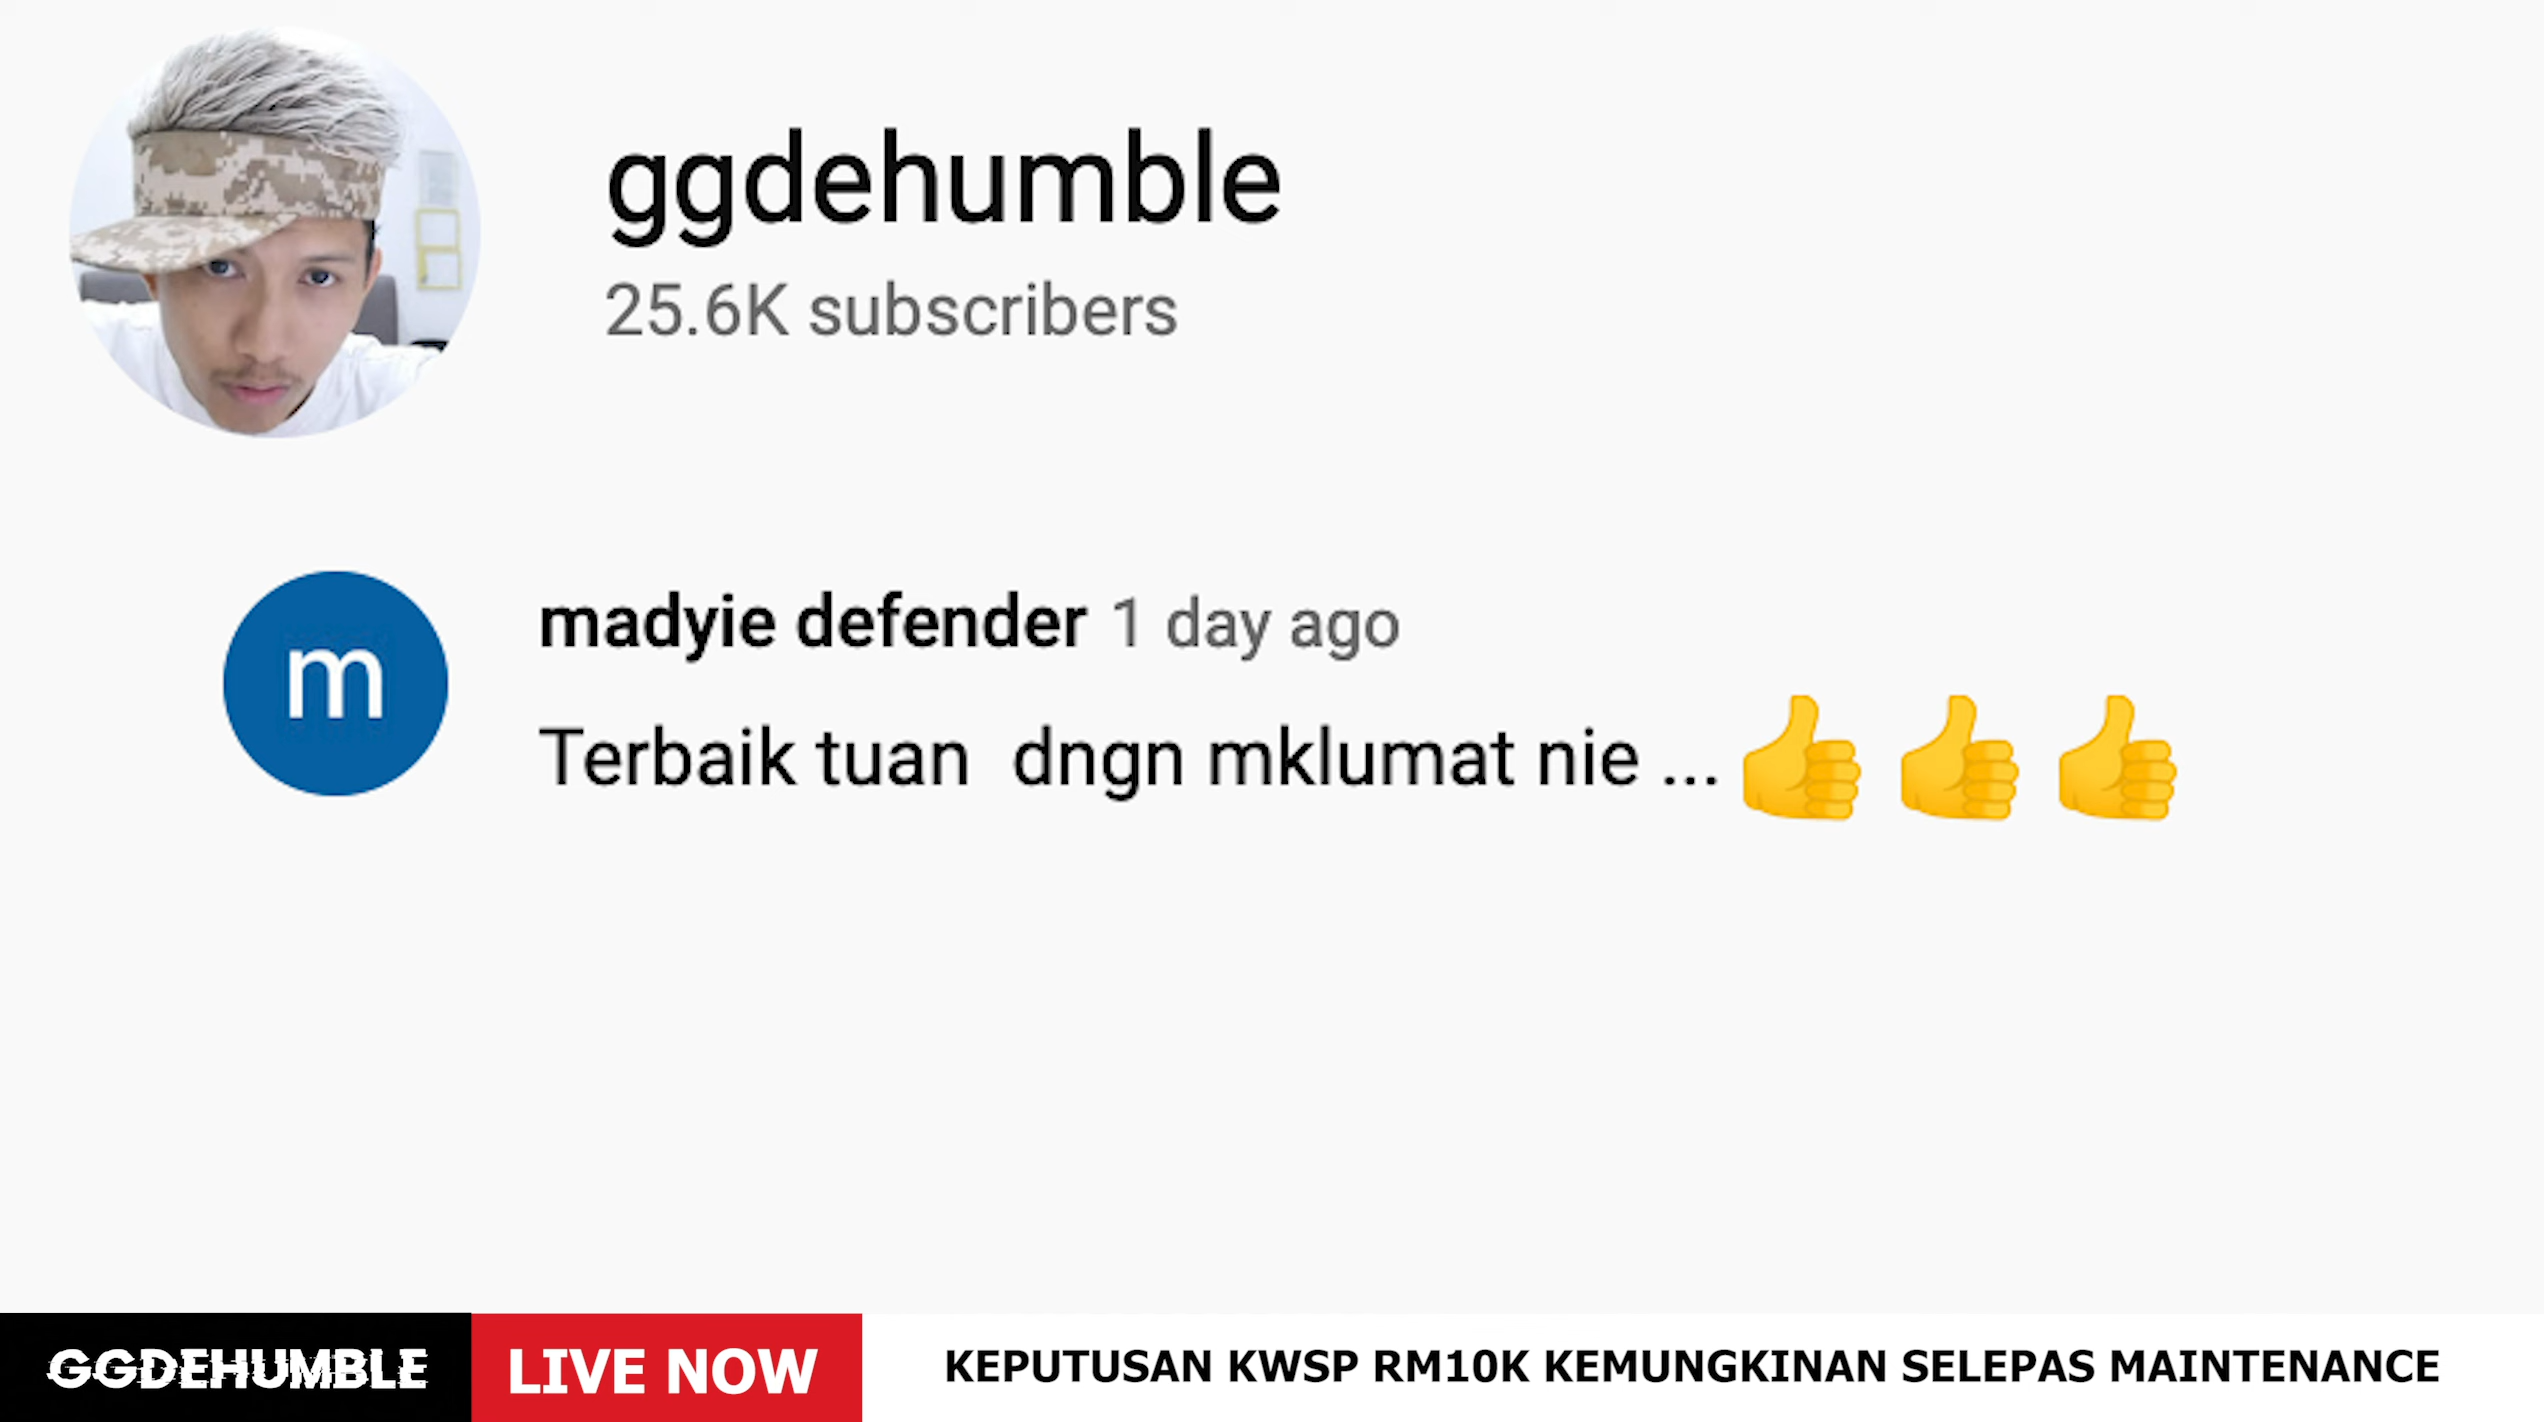 ggdehumble
25.6K subscribers
m
madyie defender 1 day ago
Terbaik tuan  dngn mklumat nie ...👍👍👍
GGDEHUMBLE LIVE NOW KEPUTUSAN KWSP RM10K KEMUNGKINAN SELEPAS MAINTENANCE